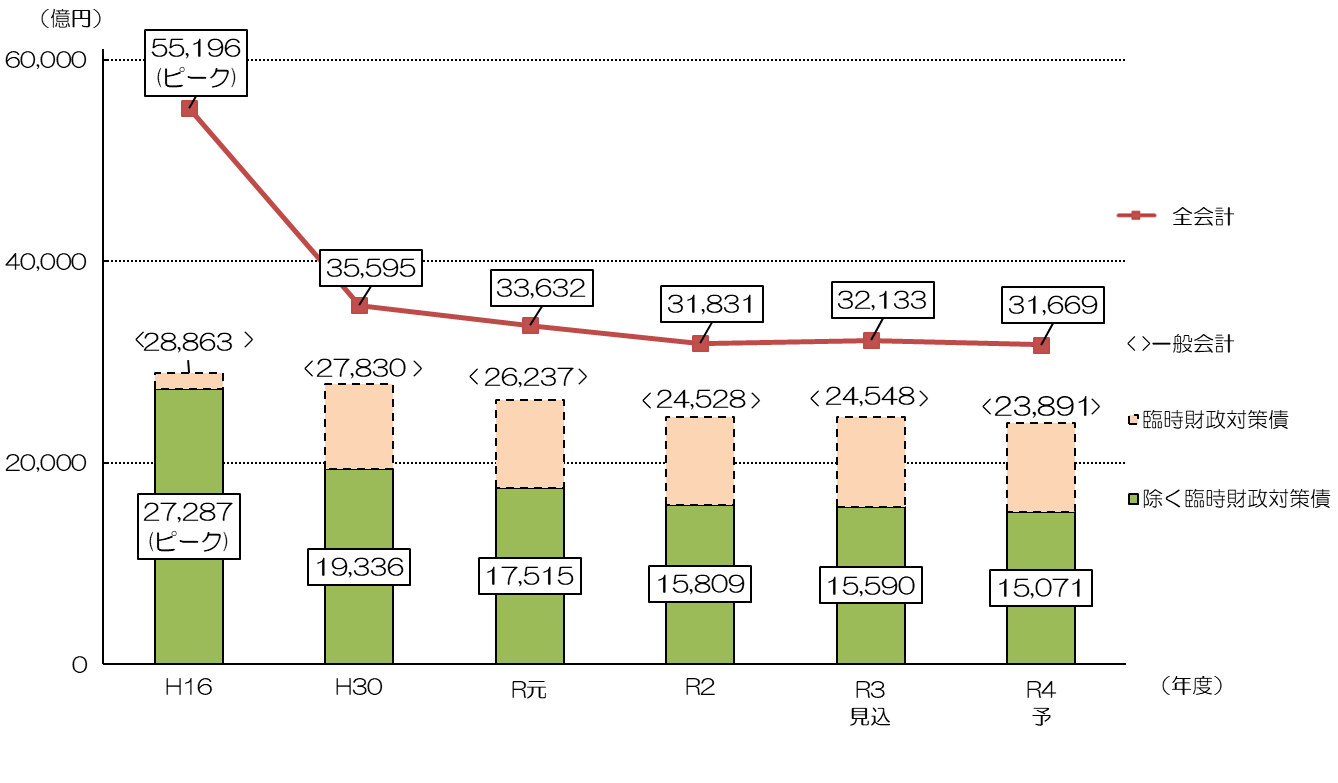 （億円）
60,000
40,000
20,000
0
55,196
(ピーク)
35,595
33,632
31,831
32,133
31,669
<28,863 >
<27,830 >
<26,237>
<24,528>
<24,548>
<23,891>
27,287
(ピーク)
19,336
17,515
15,809
15,590
15,071
H16
H30
R元
R2
R3
見込
R4
予
（年度）
全会計
<>一般会計
臨時財政対策債
除く臨時財政対策債